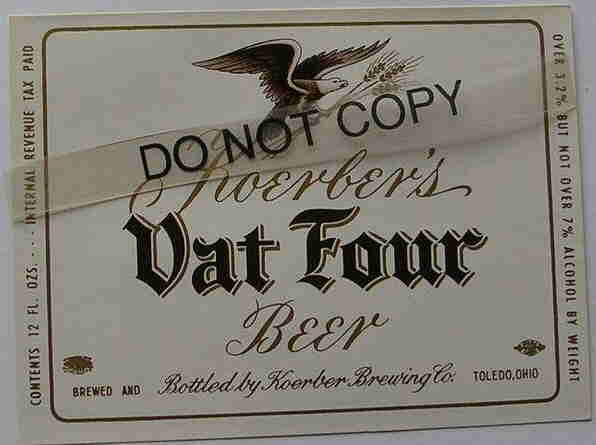 DO NOT COPY
Koerber's
Vat Four
Beer
BREWED AND Bottled by Koerber Brewing Co. TOLEDO, OHIO
CONTENTS 12 FL. OZS. - - - INTERNAL REVENUE TAX PAID
OVER 3.2% BUT NOT OVER 7% ALCOHOL BY WEIGHT